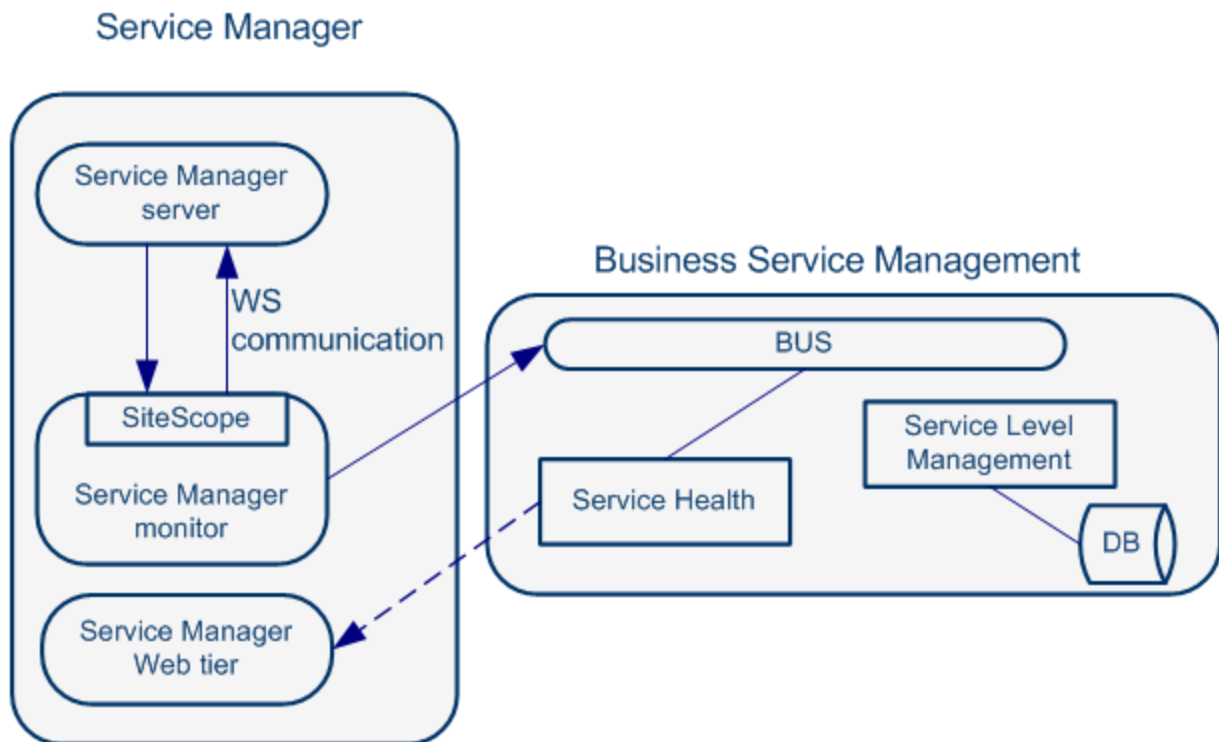 Service Manager
Service Manager
server
WS
communication
SiteScope
Service Manager
monitor
Service Manager
Web tier
Business Service Management
BUS
Service Level
Management
Service Health
DB